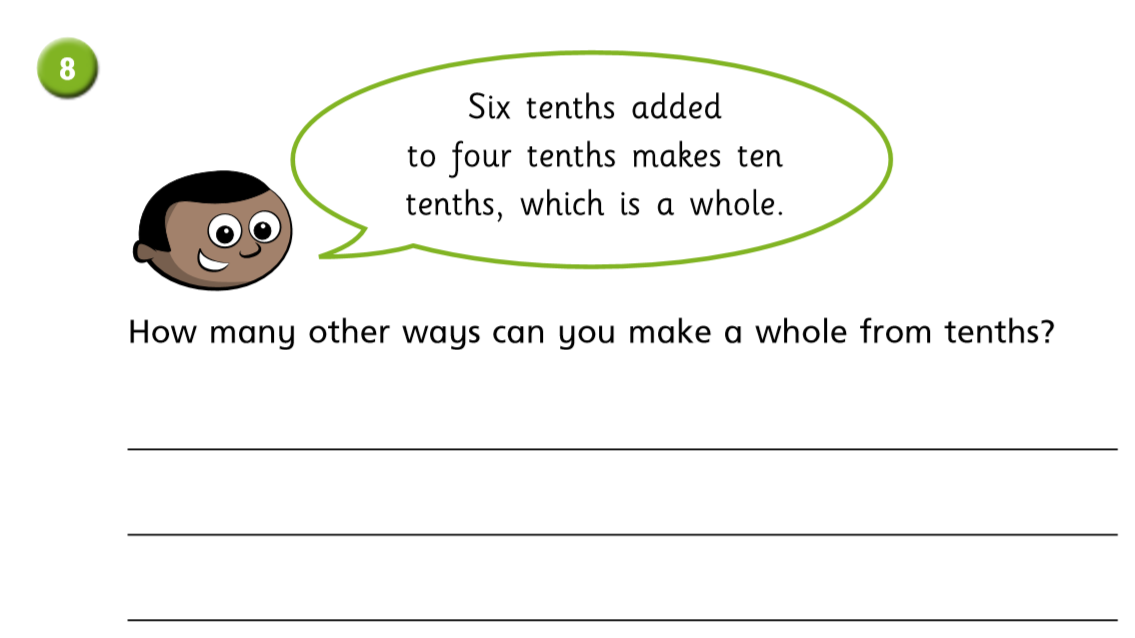 8
Six tenths added
to four tenths makes ten
tenths, which is a whole.
How many other ways can you make a whole from tenths?